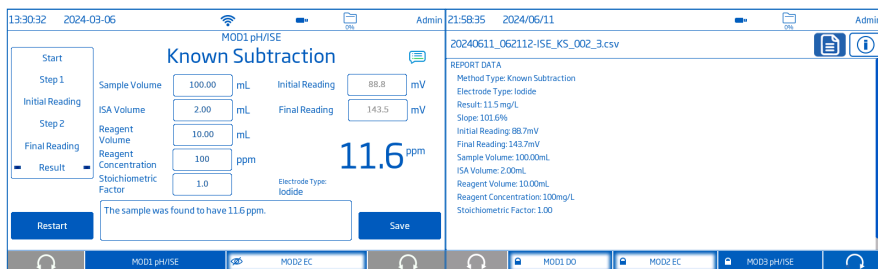 13:30:32 2024-03-06 0% Admin
MOD1 pH/ISE
Known Subtraction
Start
Step 1
Initial Reading
Step 2
Final Reading
Result
Sample Volume 100.00 mL Initial Reading 88.8 mV
ISA Volume 2.00 mL Final Reading 143.5 mV
Reagent Volume 10.00 mL
Reagent Concentration 100 ppm
11.6 ppm
Stoichiometric Factor 1.0
Electrode Type:
Iodide
The sample was found to have 11.6 ppm.
Restart
Save
MOD1 pH/ISE MOD2 EC
21:58:35 2024/06/11 0% Admi
20240611_062112-ISE_KS_002_3.csv
REPORT DATA
Method Type: Known Subtraction
Electrode Type: Iodide
Result: 11.5 mg/L
Slope: 101.6%
Initial Reading: 88.7mV
Final Reading: 143.7mV
Sample Volume: 100.00mL
ISA Volume: 2.00mL
Reagent Volume: 10.00mL
Reagent Concentration: 100mg/L
Stoichiometric Factor: 1.00
MOD1 DO MOD2 EC MOD3 pH/ISE